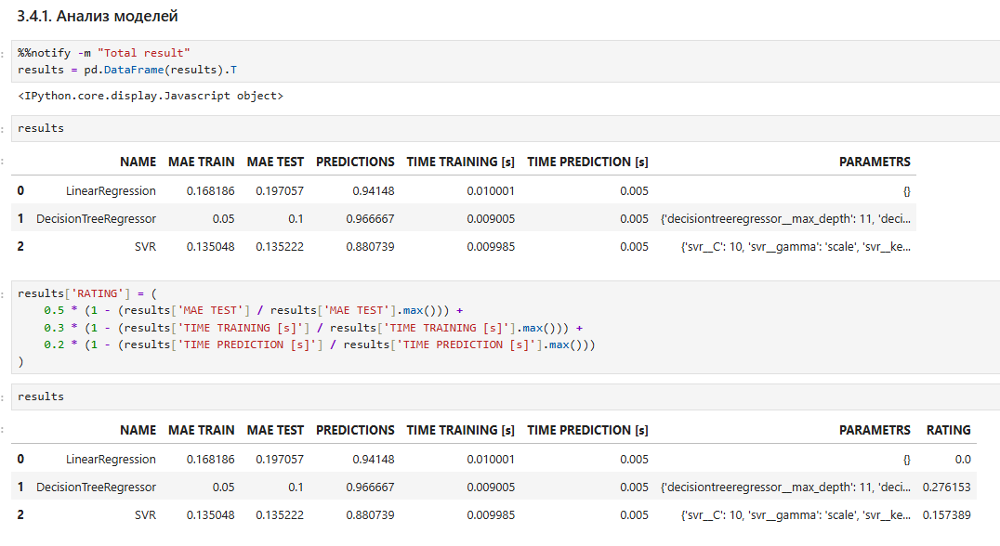 3.4.1. Анализ моделей
%%notify -m "Total result"
results = pd.DataFrame(results).T
<IPython.core.display.Javascript object>
results
NAME MAE TRAIN MAE TEST PREDICTIONS TIME TRAINING [s] TIME PREDICTION [s] PARAMETRS
0 LinearRegression 0.168186 0.197057 0.94148 0.010001 0.005 {}
1 DecisionTreeRegressor 0.05 0.1 0.966667 0.009005 0.005 {'decisiontreeregressor__max_depth': 11, 'deci...
2 SVR 0.135048 0.135222 0.880739 0.009985 0.005 {'svr__C': 10, 'svr__gamma': 'scale', 'svr__ke...
results['RATING'] = (
0.5 * (1 - (results['MAE TEST'] / results['MAE TEST'].max())) +
0.3 * (1 - (results['TIME TRAINING [s]'] / results['TIME TRAINING [s]'].max())) +
0.2 * (1 - (results['TIME PREDICTION [s]'] / results['TIME PREDICTION [s]'].max()))
)
results
NAME MAE TRAIN MAE TEST PREDICTIONS TIME TRAINING [s] TIME PREDICTION [s] PARAMETRS RATING
0 LinearRegression 0.168186 0.197057 0.94148 0.010001 0.005 {} 0.0
1 DecisionTreeRegressor 0.05 0.1 0.966667 0.009005 0.005 {'decisiontreeregressor__max_depth': 11, 'deci... 0.276153
2 SVR 0.135048 0.135222 0.880739 0.009985 0.005 {'svr__C': 10, 'svr__gamma': 'scale', 'svr__ke... 0.157389